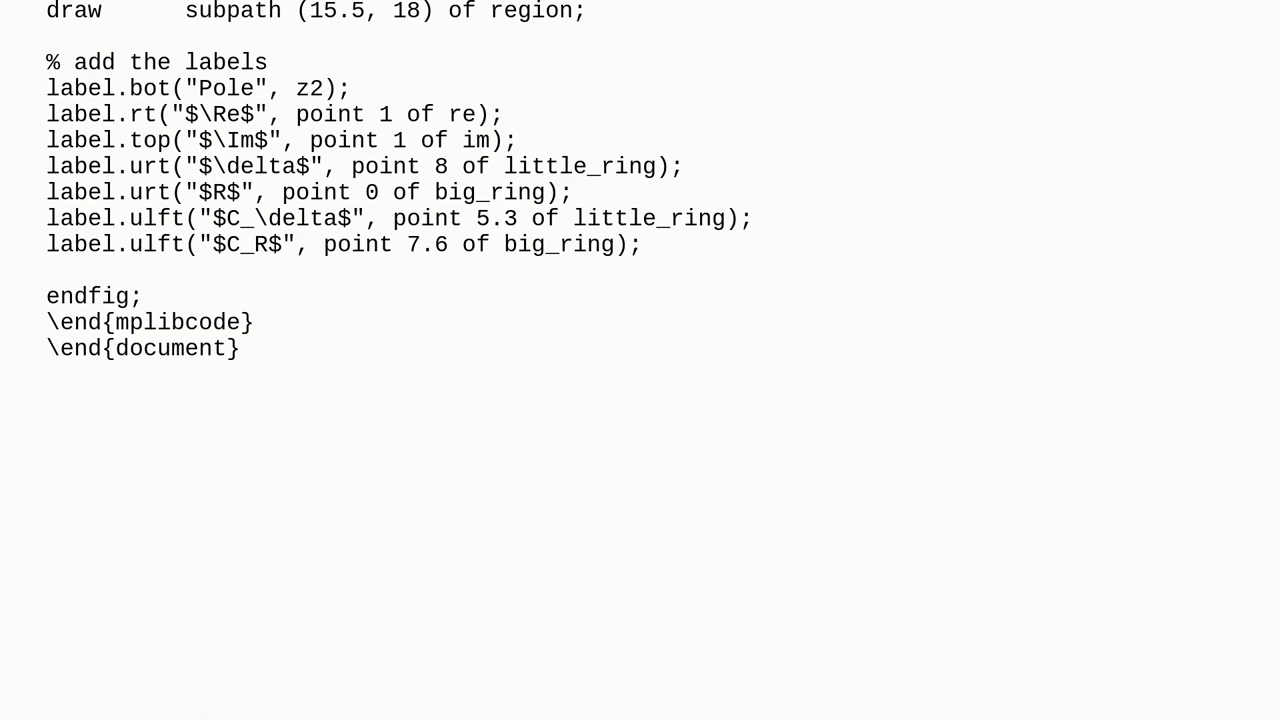 draw      subpath (15.5, 18) of region;
% add the labels
label.bot("Pole", z2);
label.rt("$\Re$", point 1 of re);
label.top("$\Im$", point 1 of im);
label.urt("$\delta$", point 8 of little_ring);
label.urt("$R$", point 0 of big_ring);
label.ulft("$C_\delta$", point 5.3 of little_ring);
label.ulft("$C_R$", point 7.6 of big_ring);
endfig;
\end{mplibcode}
\end{document}